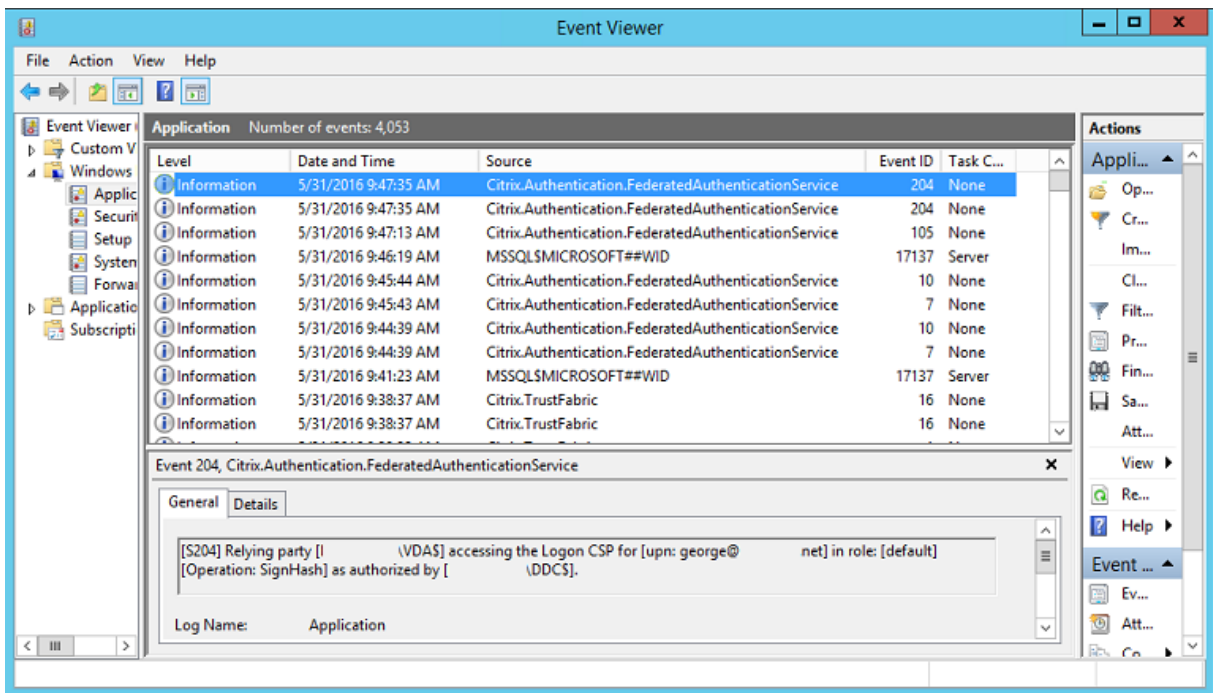 Event Viewer
File Action View Help
Event Viewer
Custom V
Windows
Applic
Securit
Setup
System
Forwar
Applicatio
Subscripti
Application Number of events: 4,053
Level Date and Time Source Event ID Task C...
Information 5/31/2016 9:47:35 AM Citrix.Authentication.FederatedAuthenticationService 204 None
Information 5/31/2016 9:47:35 AM Citrix.Authentication.FederatedAuthenticationService 204 None
Information 5/31/2016 9:47:13 AM Citrix.Authentication.FederatedAuthenticationService 105 None
Information 5/31/2016 9:46:19 AM MSSQL$MICROSOFT##WID 17137 Server
Information 5/31/2016 9:45:44 AM Citrix.Authentication.FederatedAuthenticationService 10 None
Information 5/31/2016 9:45:43 AM Citrix.Authentication.FederatedAuthenticationService 7 None
Information 5/31/2016 9:44:39 AM Citrix.Authentication.FederatedAuthenticationService 10 None
Information 5/31/2016 9:44:39 AM Citrix.Authentication.FederatedAuthenticationService 7 None
Information 5/31/2016 9:41:23 AM MSSQL$MICROSOFT##WID 17137 Server
Information 5/31/2016 9:38:37 AM Citrix.TrustFabric 16 None
Information 5/31/2016 9:38:37 AM Citrix.TrustFabric 16 None
Event 204, Citrix.Authentication.FederatedAuthenticationService
General Details
[S204] Relying party [ \VDA$] accessing the Logon CSP for [upn: george@ net] in role: [default]
[Operation: SignHash] as authorized by [ \DDC$].
Log Name: Application
Actions
Appli...
Op...
Cr...
Im...
Cl...
Filt...
Pr...
Fin...
Sa...
Att...
View
Re...
Help
Event ...
Ev...
Att...
Co...